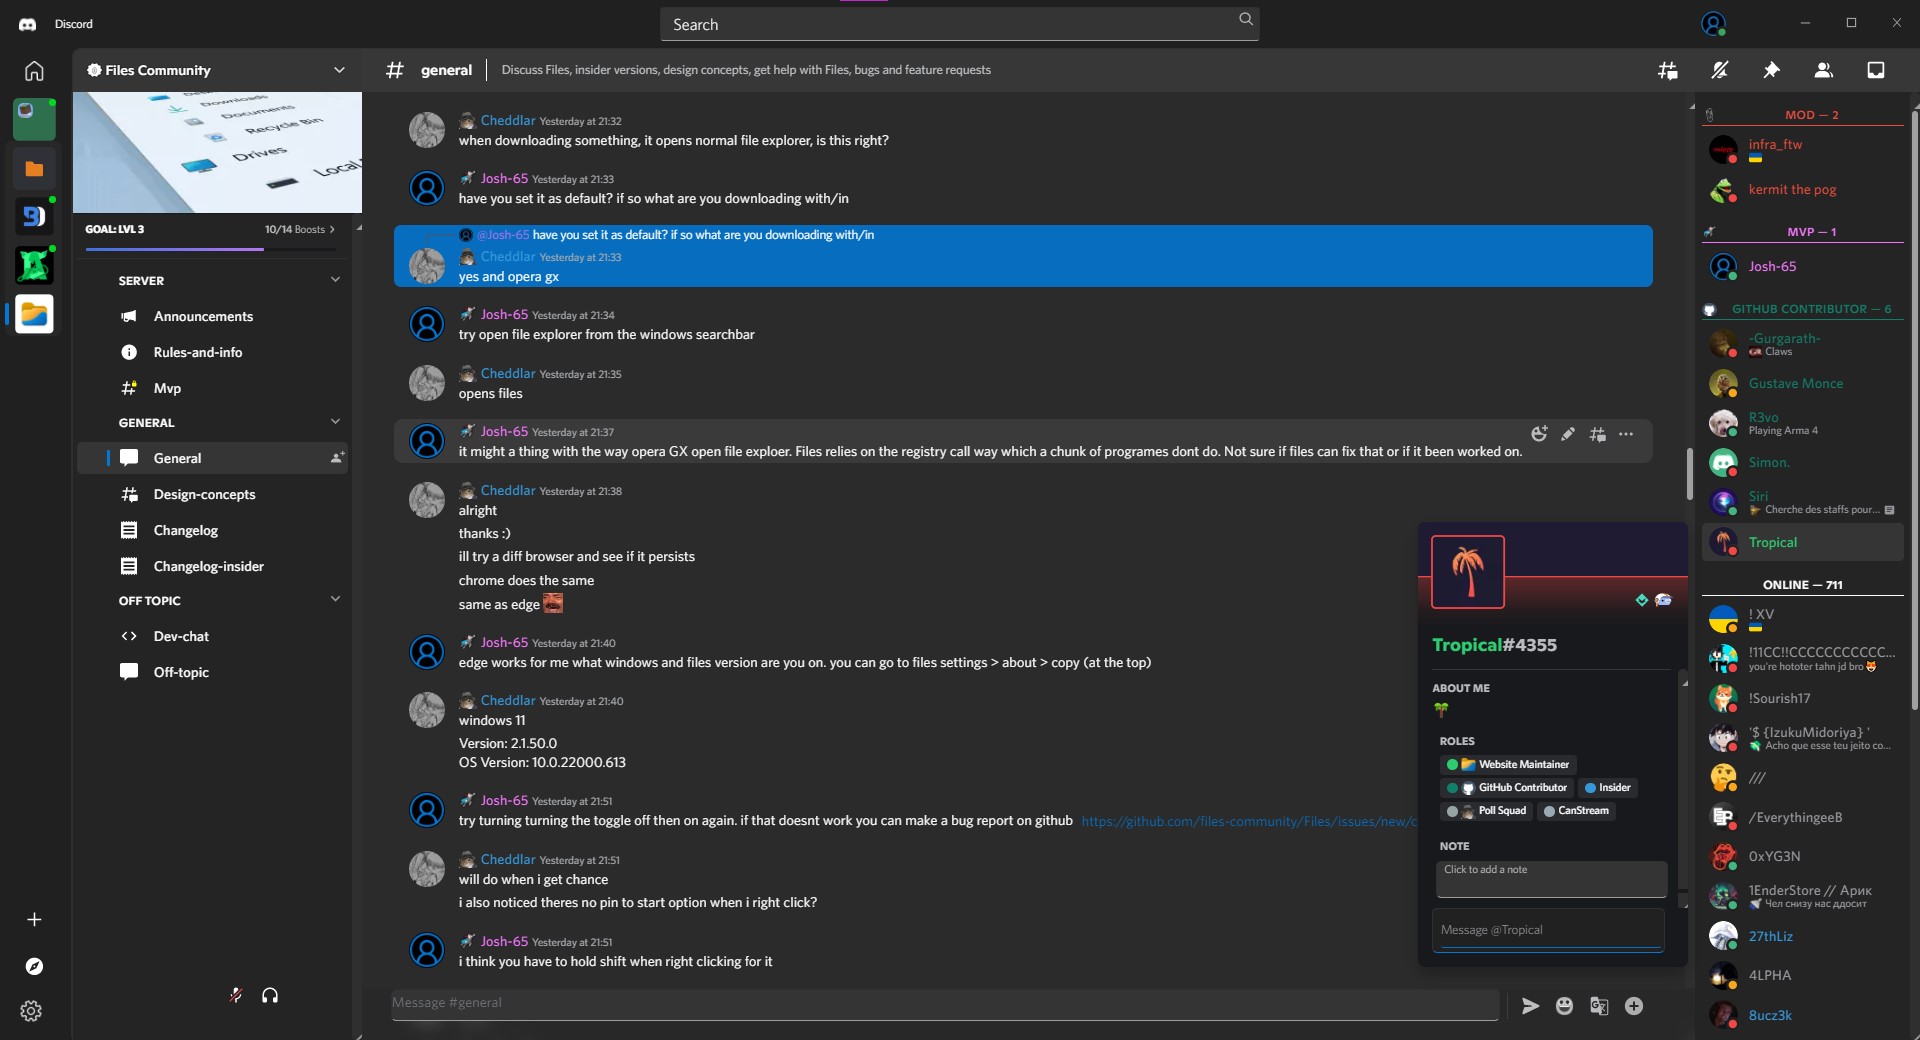 Discord
Search
Files Community
# general
Discuss Files, insider versions, design concepts, get help with Files, bugs and feature requests
Downloads
Documents
Recycle Bin
Drives
Local
GOAL: LVL 3
10/14 Boosts >
SERVER
Announcements
Rules-and-info
Mvp
GENERAL
General
Design-concepts
Changelog
Changelog-insider
OFF TOPIC
Dev-chat
Off-topic
Cheddlar Yesterday at 21:32
when downloading something, it opens normal file explorer, is this right?
Josh-65 Yesterday at 21:33
have you set it as default? if so what are you downloading with/in
@Josh-65 have you set it as default? if so what are you downloading with/in
Cheddlar Yesterday at 21:33
yes and opera gx
Josh-65 Yesterday at 21:34
try open file explorer from the windows searchbar
Cheddlar Yesterday at 21:35
opens files
Josh-65 Yesterday at 21:37
it might a thing with the way opera GX open file exploer. Files relies on the registry call way which a chunk of programes dont do. Not sure if files can fix that or if it been worked on.
Cheddlar Yesterday at 21:38
alright
thanks :)
ill try a diff browser and see if it persists
chrome does the same
same as edge
Josh-65 Yesterday at 21:40
edge works for me what windows and files version are you on. you can go to files settings > about > copy (at the top)
Cheddlar Yesterday at 21:40
windows 11
Version: 2.1.50.0
OS Version: 10.0.22000.613
Josh-65 Yesterday at 21:51
try turning turning the toggle off then on again. if that doesnt work you can make a bug report on github https://github.com/files-community/Files/issues/new/c
Cheddlar Yesterday at 21:51
will do when i get chance
i also noticed theres no pin to start option when i right click?
Josh-65 Yesterday at 21:51
i think you have to hold shift when right clicking for it
Message #general
Tropical#4355
ABOUT ME
ROLES
Website Maintainer
GitHub Contributor
Insider
Poll Squad
CanStream
NOTE
Click to add a note
Message @Tropical
MOD — 2
infra_ftw
kermit the pog
MVP — 1
Josh-65
GITHUB CONTRIBUTOR — 6
-Gurgarath-
Claws
Gustave Monce
R3vo
Playing Arma 4
Simon.
Siri
Cherche des staffs pour...
Tropical
ONLINE — 711
! XV
!11CC!!CCCCCCCCCCC...
you're hototer tahn jd bro
!Sourish17
'$ {IzukuMidoriya} '
Acho que esse teu jeito co...
///
/EverythingeeB
0xYG3N
1EnderStore // Арик
Чел снизу нас ддосит
27thLiz
4LPHA
8ucz3k